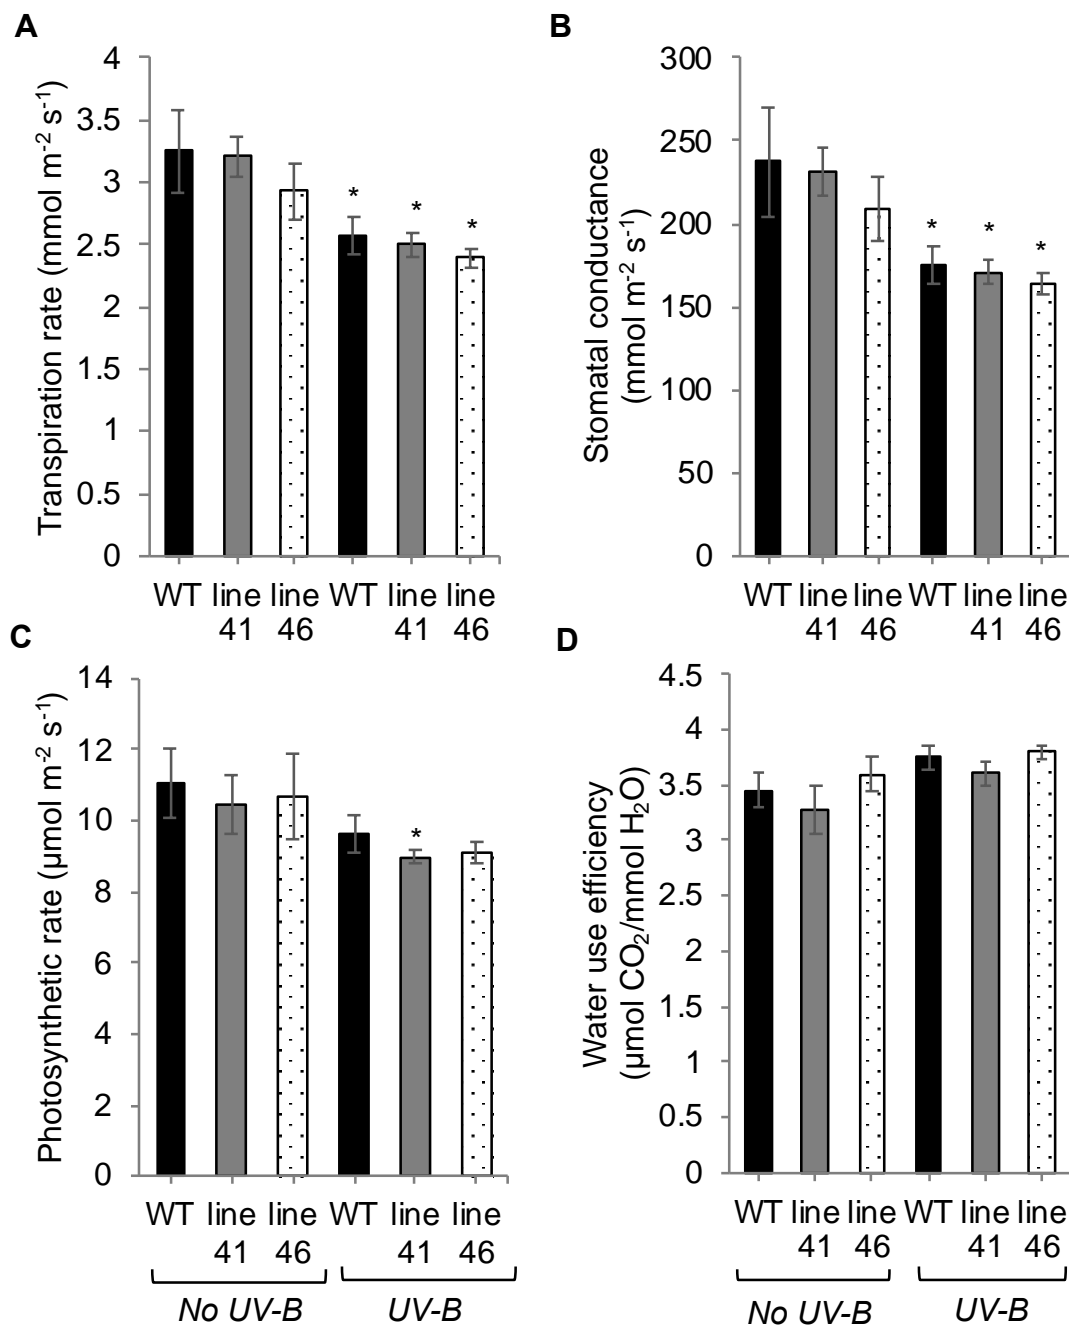 A
Transpiration rate (mmol m-2 s-1)
4
3.5
3
2.5
2
1.5
1
0.5
0
* * *
WT line line WT line line
41 46 41 46
B
Stomatal conductance
(mmol m-2 s-1)
300
250
200
150
100
50
0
* * *
WT line line WT line line
41 46 41 46
C
Photosynthetic rate (µmol m-2 s-1)
14
12
10
8
6
4
2
0
*
WT line line WT line line
41 46 41 46
No UV-B UV-B
D
Water use efficiency
(µmol CO2/mmol H2O)
4.5
4
3.5
3
2.5
2
1.5
1
0.5
0
WT line line WT line line
41 46 41 46
No UV-B UV-B